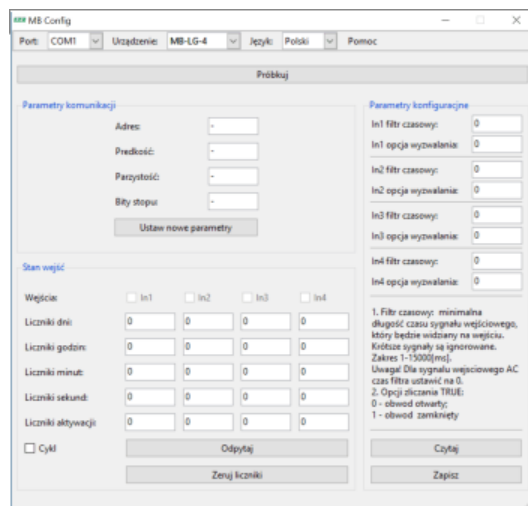 MB Config
Port: COM1 Urządzenie: MB-LG-4 Język: Polski Pomoc
Próbkuj
Parametry komunikacji
Adres: -
Predkość: -
Parzystość: -
Bity stopu: -
Ustaw nowe parametry
Stan wejść
Wejścia: In1 In2 In3 In4
Liczniki dni: 0 0 0 0
Liczniki godzin: 0 0 0 0
Liczniki minut: 0 0 0 0
Liczniki sekund: 0 0 0 0
Liczniki aktywacji: 0 0 0 0
Cykl Odpytaj
Zeruj liczniki
Parametry konfiguracjne
In1 filtr czasowy: 0
In1 opcja wyzwalania: 0
In2 filtr czasowy: 0
In2 opcja wyzwalania: 0
In3 filtr czasowy: 0
In3 opcja wyzwalania: 0
In4 filtr czasowy: 0
In4 opcja wyzwalania: 0
1. Filtr czasowy: minimalna
długość czasu sygnału wejściowego,
który będzie widziany na wejściu.
Krótsze sygnały są ignorowane.
Zakres 1-15000[ms].
Uwaga! Dla sygnału wejsciowego AC
czas filtra ustawić na 0.
2. Opcji zliczania TRUE:
0 - obwod otwarty;
1 - obwod zamknięty
Czytaj
Zapisz